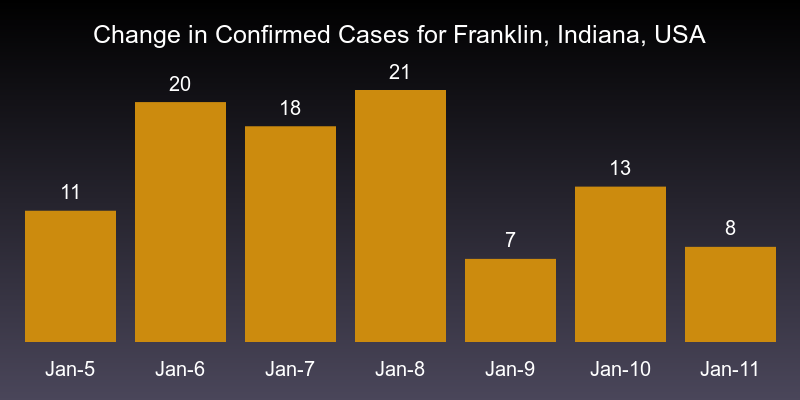 Change in Confirmed Cases for Franklin, Indiana, USA
11
20
18
21
7
13
8
Jan-5
Jan-6
Jan-7
Jan-8
Jan-9
Jan-10
Jan-11